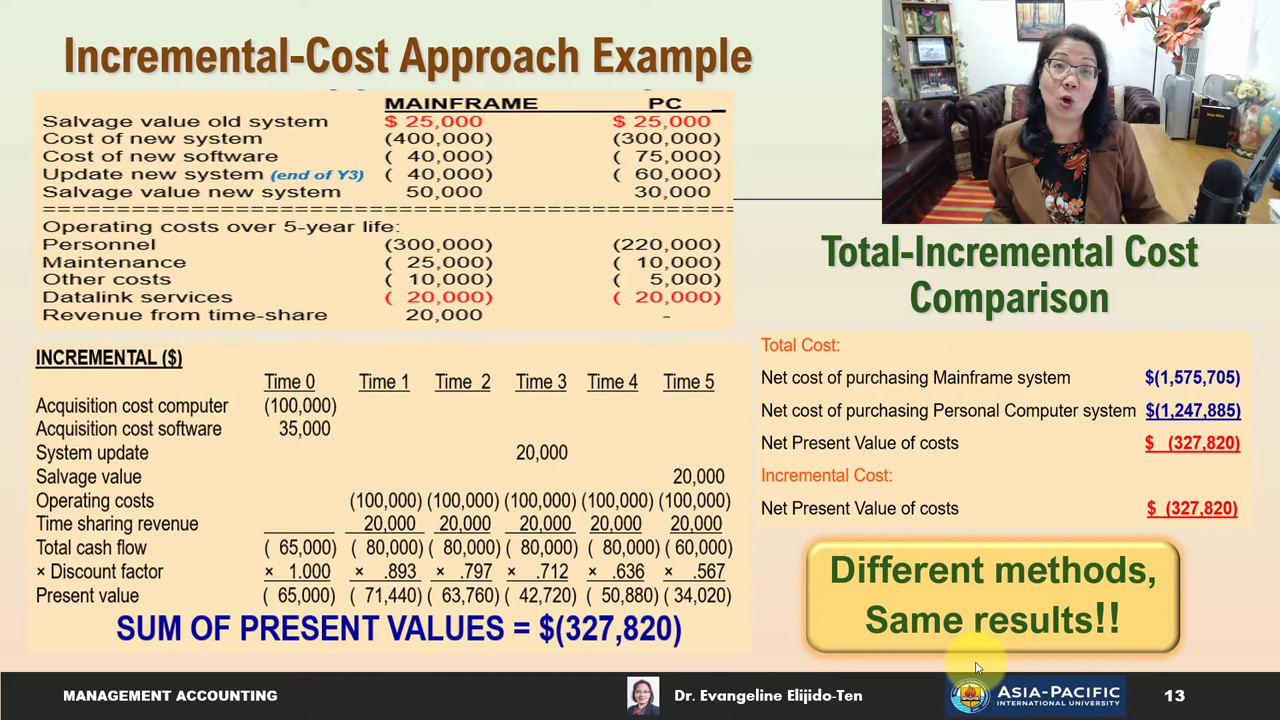 Incremental-Cost Approach Example
MAINFRAME PC _
Salvage value old system $ 25,000 $ 25,000
Cost of new system (400,000) (300,000)
Cost of new software ( 40,000) ( 75,000)
Update new system (end of Y3) ( 40,000) ( 60,000)
Salvage value new system 50,000 30,000
======================================================
Operating costs over 5-year life:
Personnel (300,000) (220,000)
Maintenance ( 25,000) ( 10,000)
Other costs ( 10,000) ( 5,000)
Datalink services ( 20,000) ( 20,000)
Revenue from time-share 20,000 -
INCREMENTAL ($)
Time 0 Time 1 Time 2 Time 3 Time 4 Time 5
Acquisition cost computer (100,000)
Acquisition cost software 35,000
System update 20,000
Salvage value 20,000
Operating costs (100,000) (100,000) (100,000) (100,000) (100,000)
Time sharing revenue 20,000 20,000 20,000 20,000 20,000
Total cash flow ( 65,000) ( 80,000) ( 80,000) ( 80,000) ( 80,000) (60,000)
× Discount factor × 1.000 × .893 × .797 × .712 × .636 × .567
Present value ( 65,000) ( 71,440) ( 63,760) ( 42,720) ( 50,880) ( 34,020)
SUM OF PRESENT VALUES = $(327,820)
Total-Incremental Cost
Comparison
Total Cost:
Net cost of purchasing Mainframe system $(1,575,705)
Net cost of purchasing Personal Computer system $(1,247,885)
Net Present Value of costs $ (327,820)
Incremental Cost:
Net Present Value of costs $ (327,820)
Different methods,
Same results!!
MANAGEMENT ACCOUNTING
Dr. Evangeline Elijido-Ten
ASIA-PACIFIC
INTERNATIONAL UNIVERSITY
13